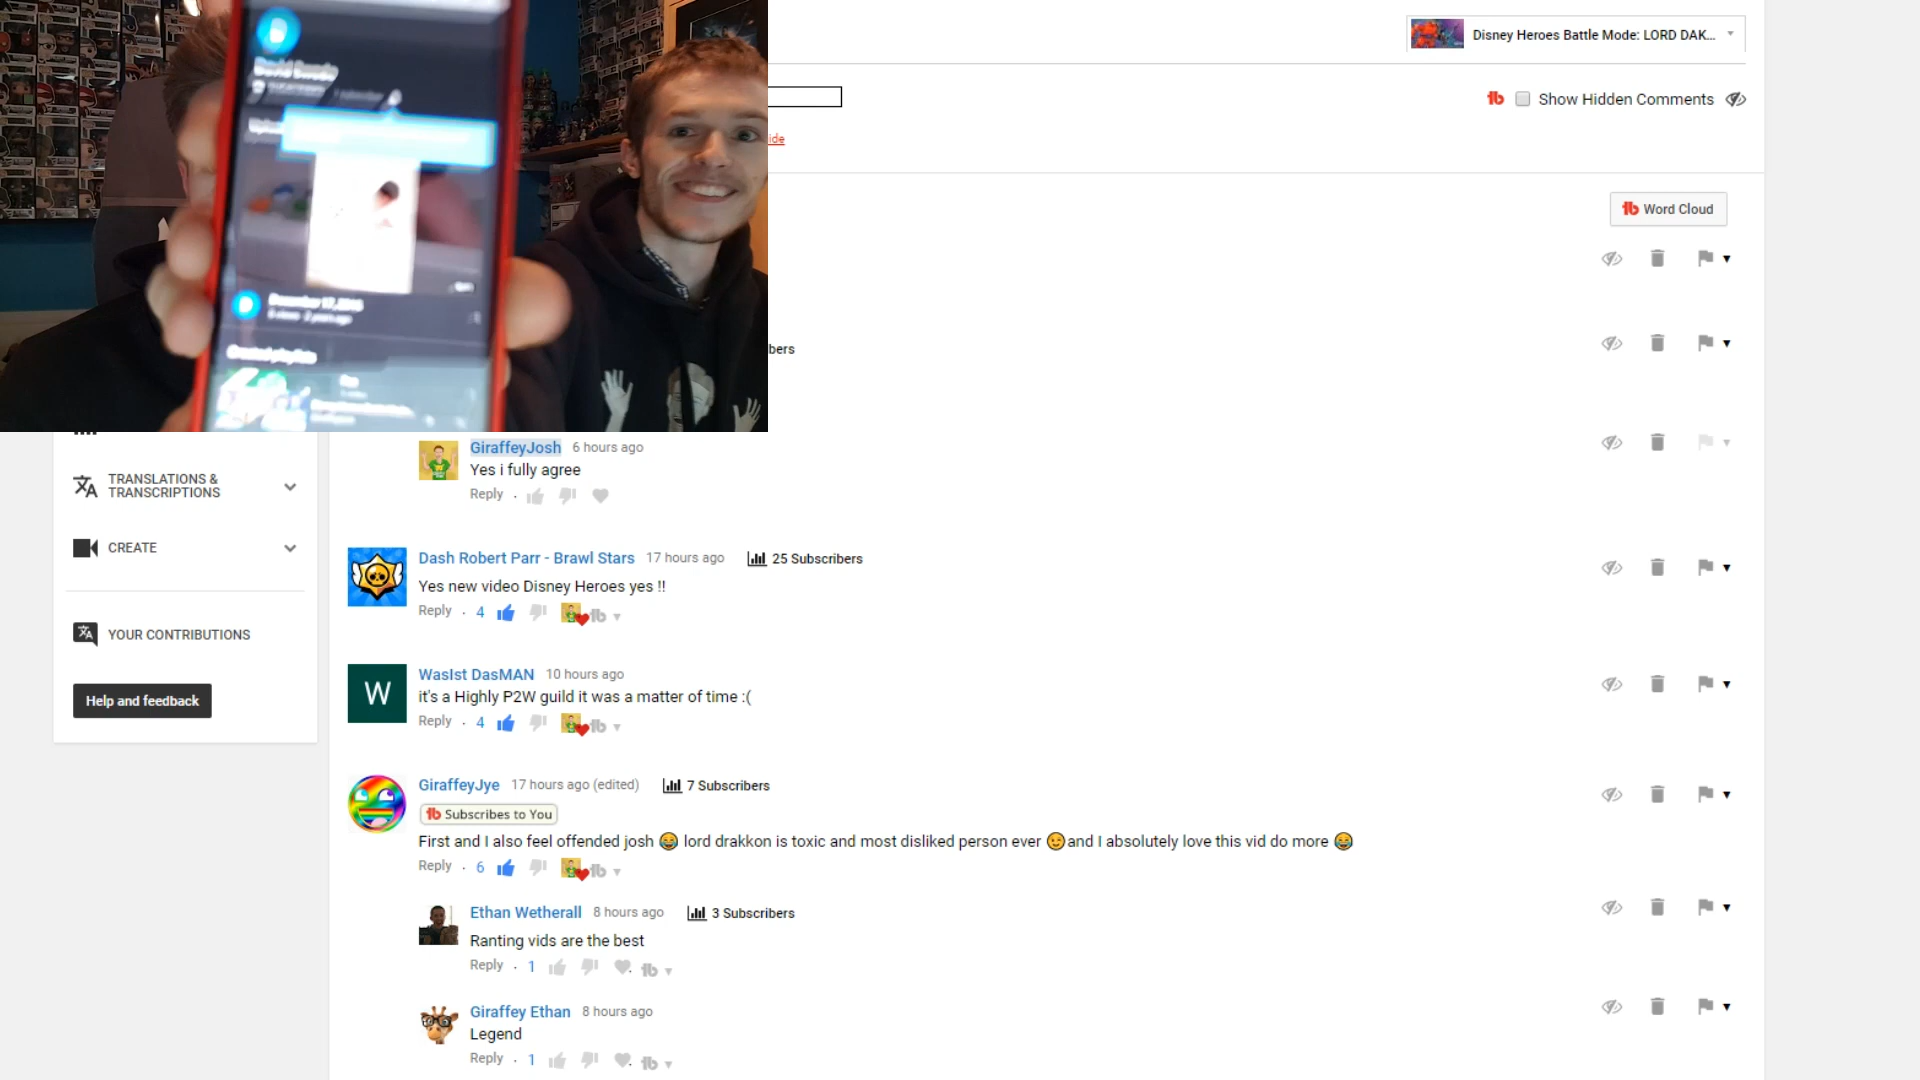 Disney Heroes Battle Mode: LORD DAK...
Show Hidden Comments
ide
Word Cloud
bers
GiraffeyJosh 6 hours ago
Yes i fully agree
Reply
TRANSLATIONS &
TRANSCRIPTIONS
CREATE
YOUR CONTRIBUTIONS
Help and feedback
Dash Robert Parr - Brawl Stars 17 hours ago 25 Subscribers
Yes new video Disney Heroes yes !!
Reply · 4
W
WasIst DasMAN 10 hours ago
it's a Highly P2W guild it was a matter of time :(
Reply · 4
GiraffeyJye 17 hours ago (edited) 7 Subscribers
Subscribes to You
First and I also feel offended josh 😂 lord drakkon is toxic and most disliked person ever 😉and I absolutely love this vid do more 😂
Reply · 6
Ethan Wetherall 8 hours ago 3 Subscribers
Ranting vids are the best
Reply · 1
Giraffey Ethan 8 hours ago
Legend
Reply · 1